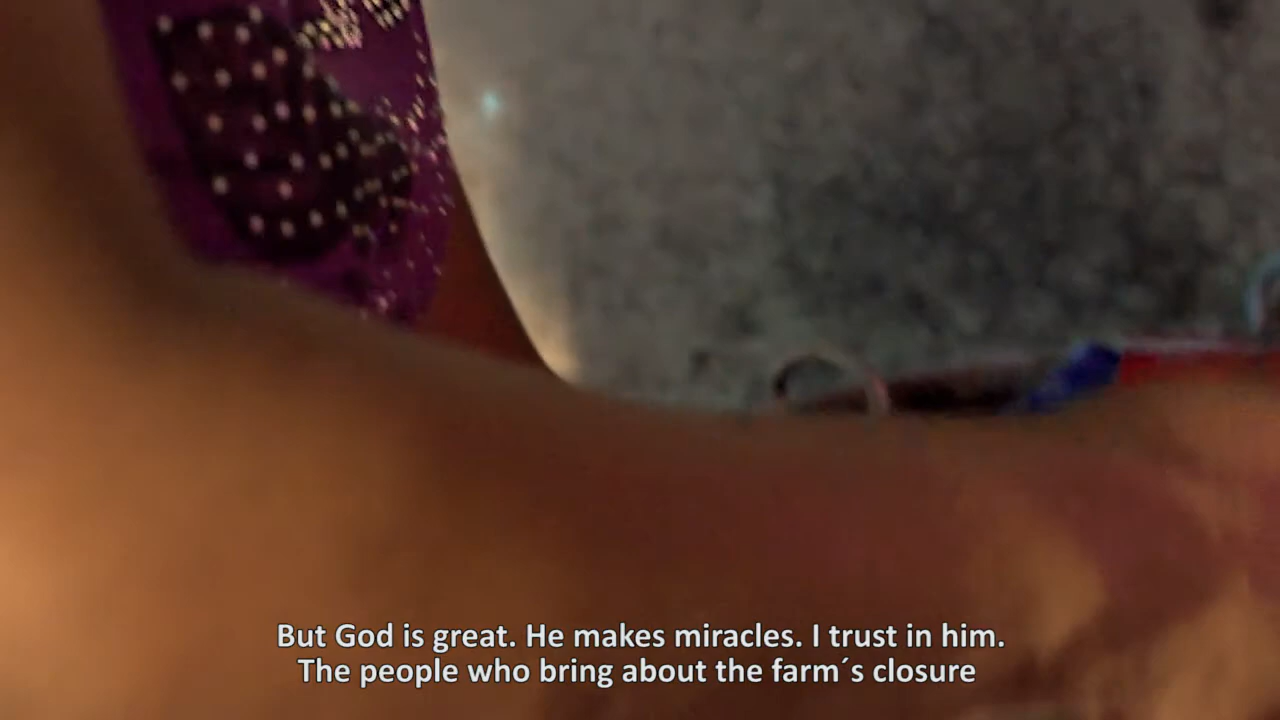 But God is great. He makes miracles. I trust in him.
The people who bring about the farm´s closure